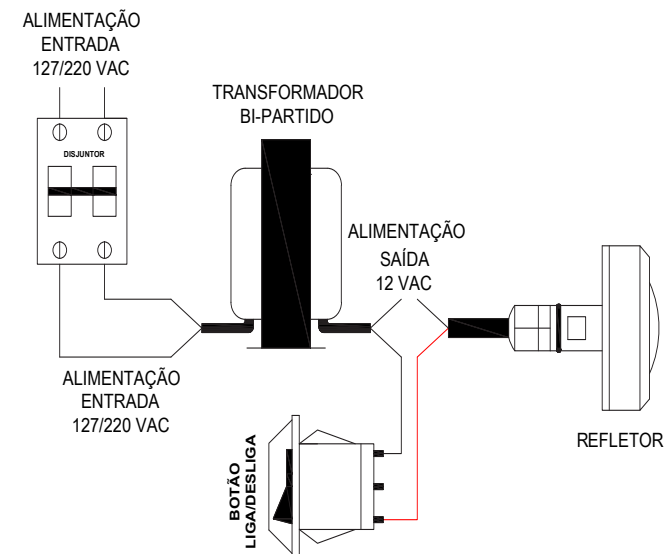 ALIMENTAÇÃO
ENTRADA
127/220 VAC
DISJUNTOR
TRANSFORMADOR
BI-PARTIDO
ALIMENTAÇÃO
SAÍDA
12 VAC
ALIMENTAÇÃO
ENTRADA
127/220 VAC
REFLETOR
BOTÃO
LIGA/DESLIGA